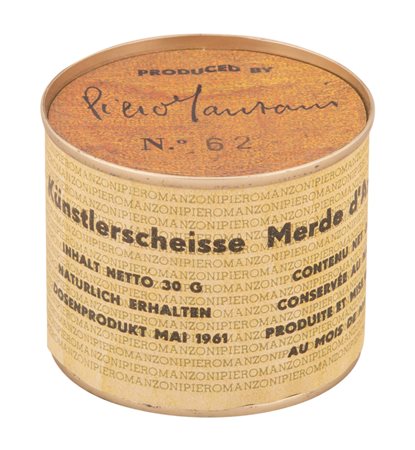 PRODUCED BY
Piero Manzoni
N.º 62
Künstlerscheisse
INHALT NETTO 30 G
NATURLICH ERHALTEN
DOSENPRODUKT MAI 1961
Merde d'A
CONTENU NET
CONSERVÉE AU
PRODUITE ET MISE
AU MOIS DE
PIEROMANZONIPIEROMANZONIPIEROMANZONI